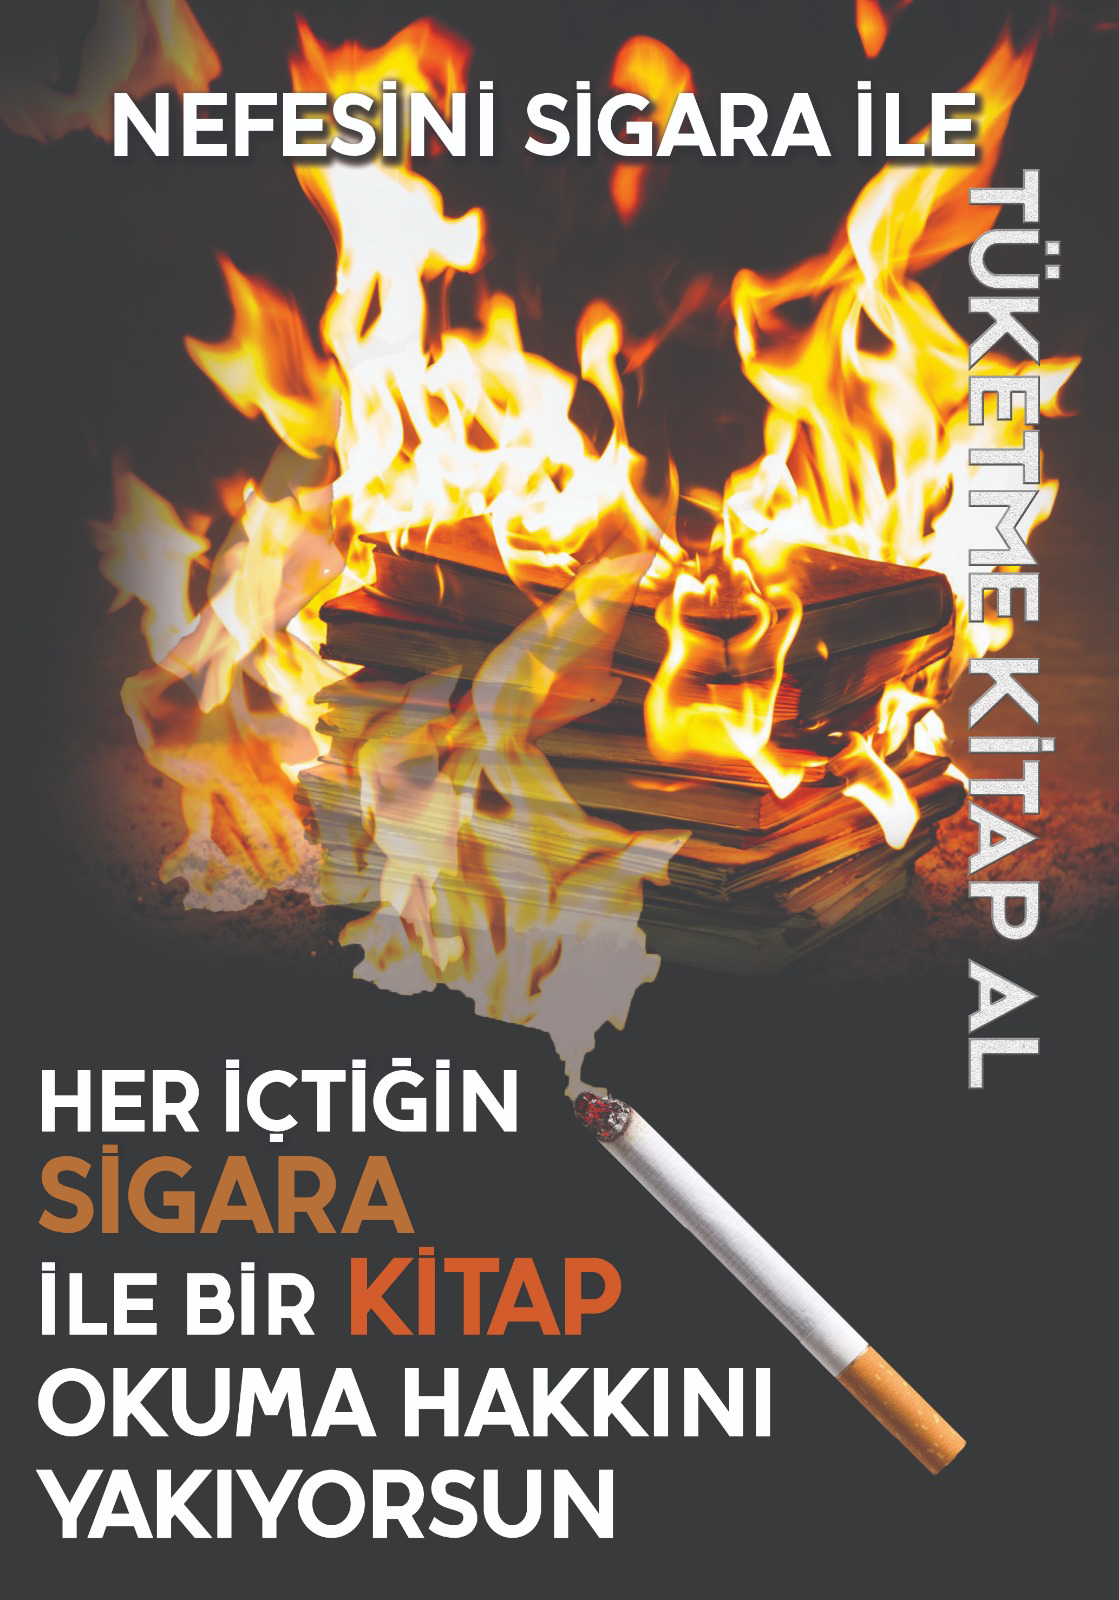 NEFESİNİ SİGARA İLE
TÜKETME KİTAP AL
HER İÇTİĞİN
SİGARA
İLE BİR KİTAP
OKUMA HAKKINI
YAKIYORSUN